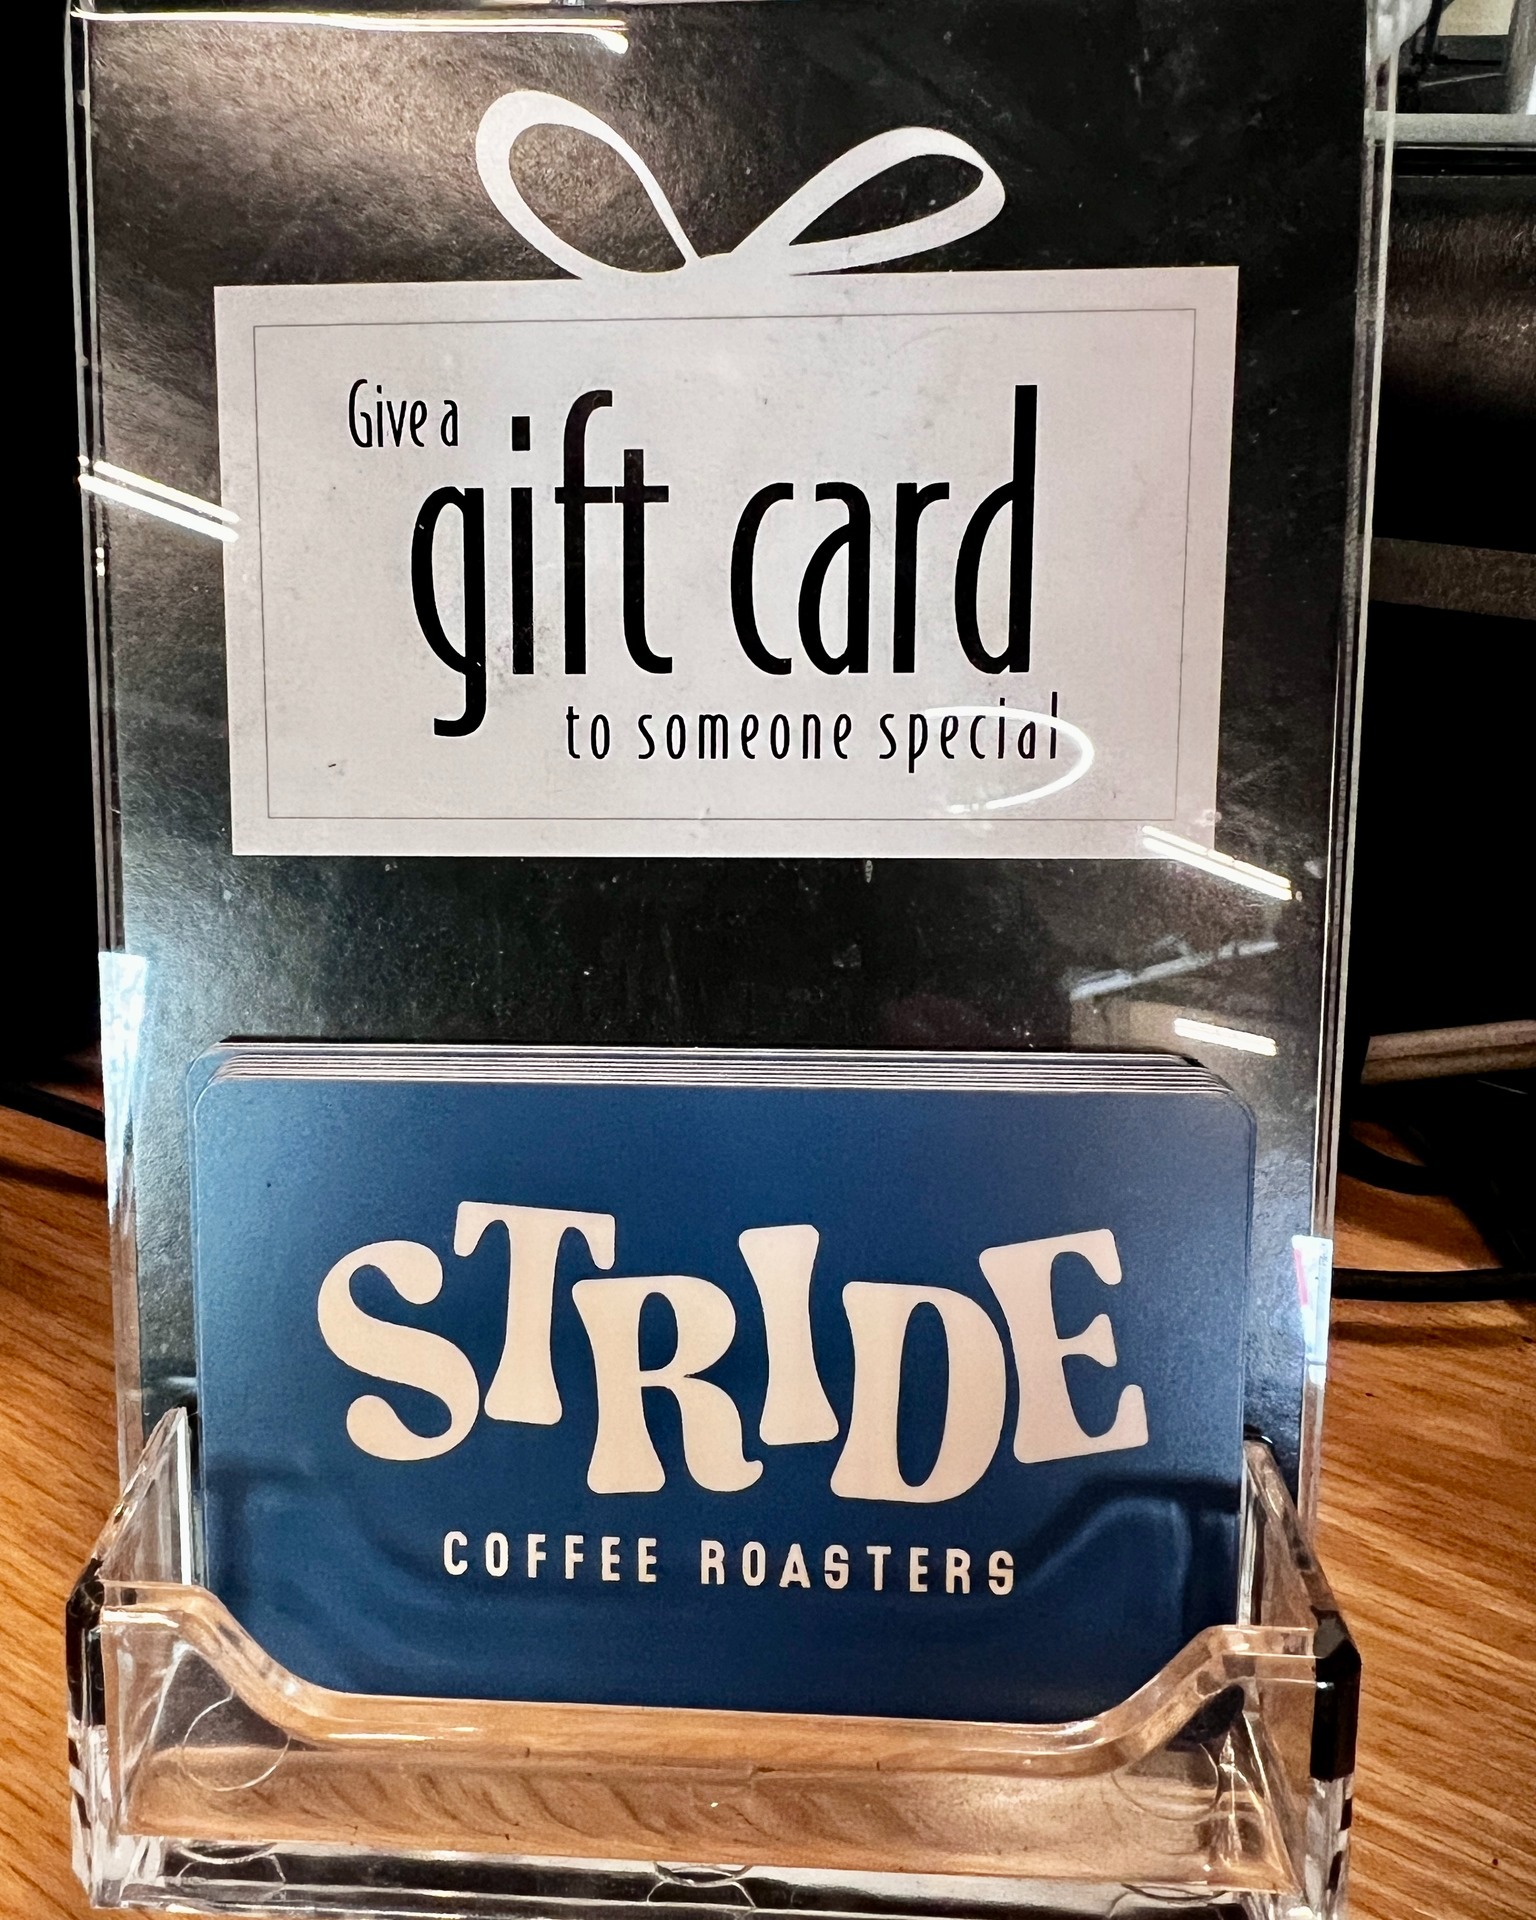 Give a
gift card
to someone special
STRIDE
COFFEE ROASTERS